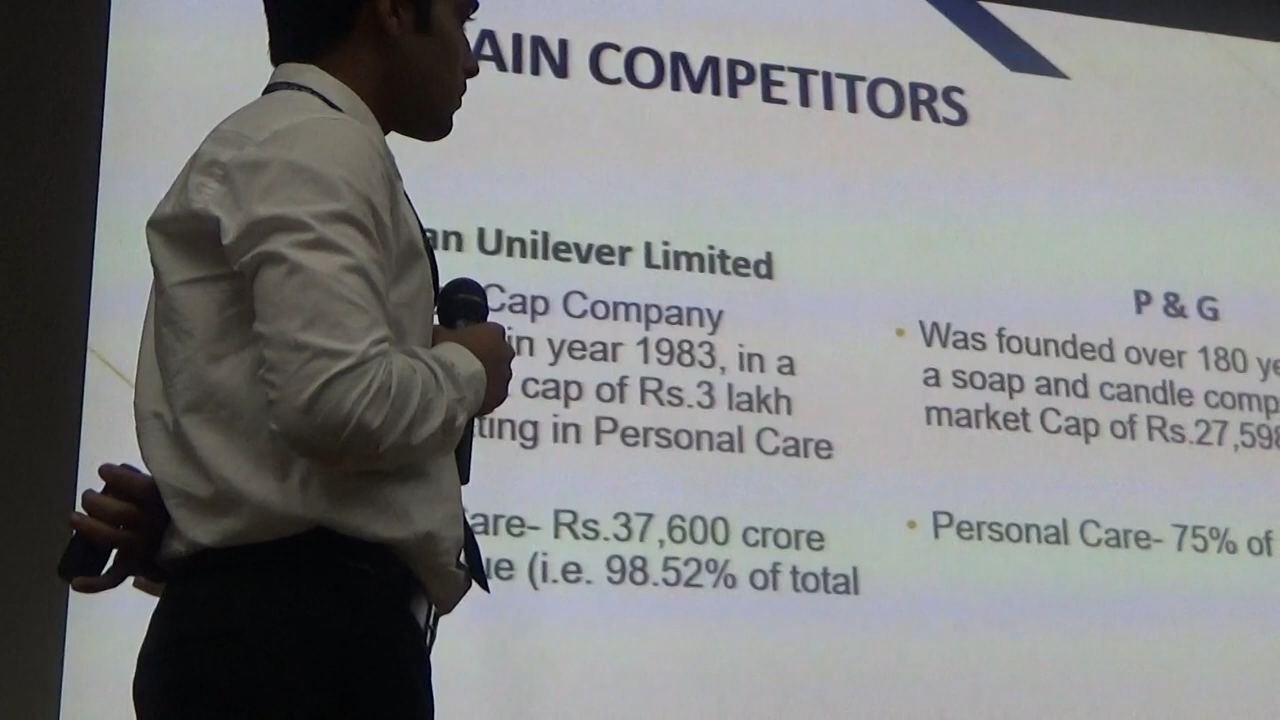 AIN COMPETITORS
an Unilever Limited
Cap Company
in year 1983, in a
cap of Rs.3 lakh
ting in Personal Care
are- Rs.37,600 crore
ue (i.e. 98.52% of total
P & G
• Was founded over 180 ye
a soap and candle comp
market Cap of Rs.27,598
• Personal Care- 75% of